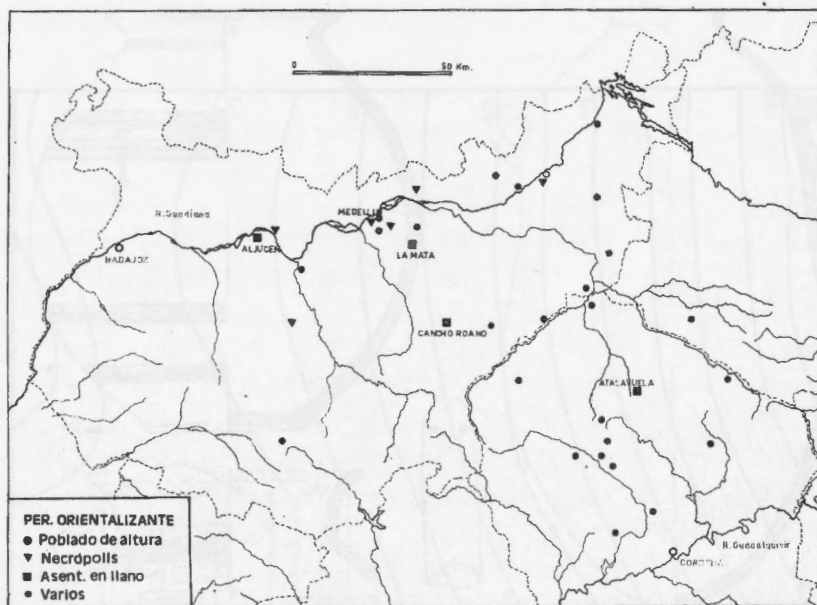 0 50 Km.
R. Guadiana
MEDELLIN
BADAJOZ
ALJUCEN
LA MATA
CANCHO ROANO
ATALAYUELA
R. Guadalquivir
CORDOBA
PER. ORIENTALIZANTE
Poblado de altura
Necrópolis
Asent. en llano
Varios